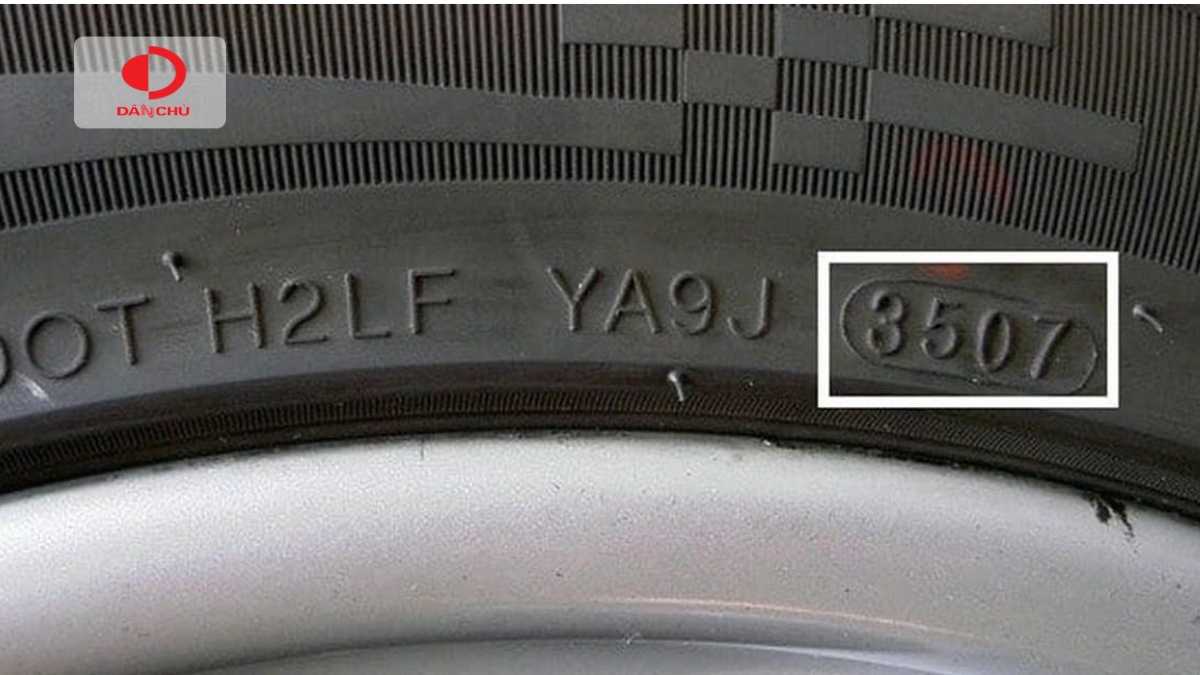 DÂN CHỦ
DOT H2LF YA9J 3507